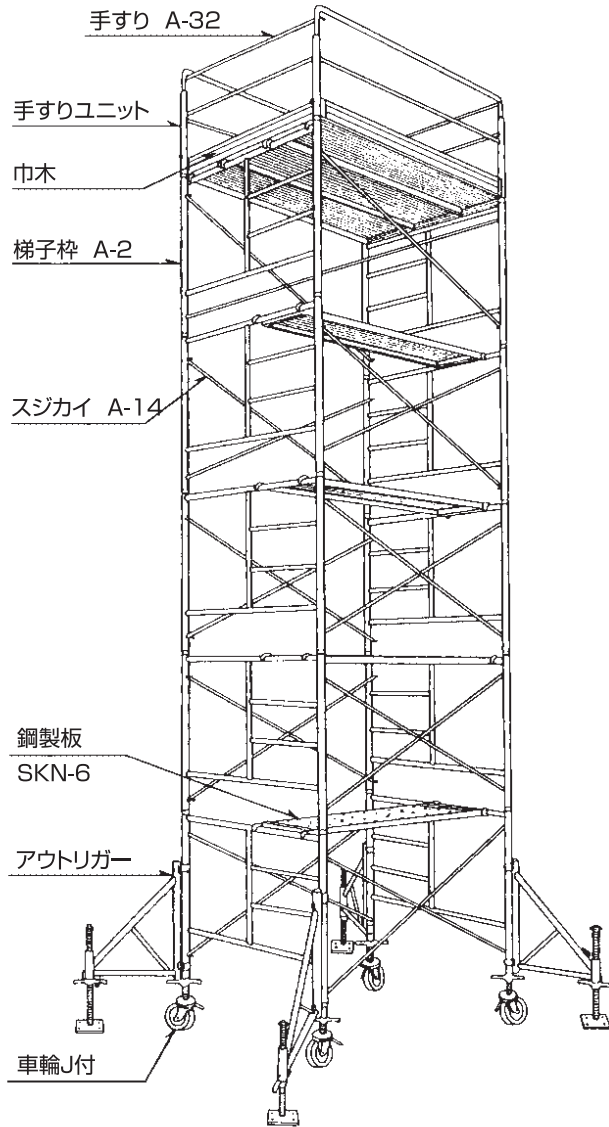 手すり A-32
手すりユニット
巾木
梯子枠 A-2
スジカイ A-14
鋼製板
SKN-6
アウトリガー
車輪J付